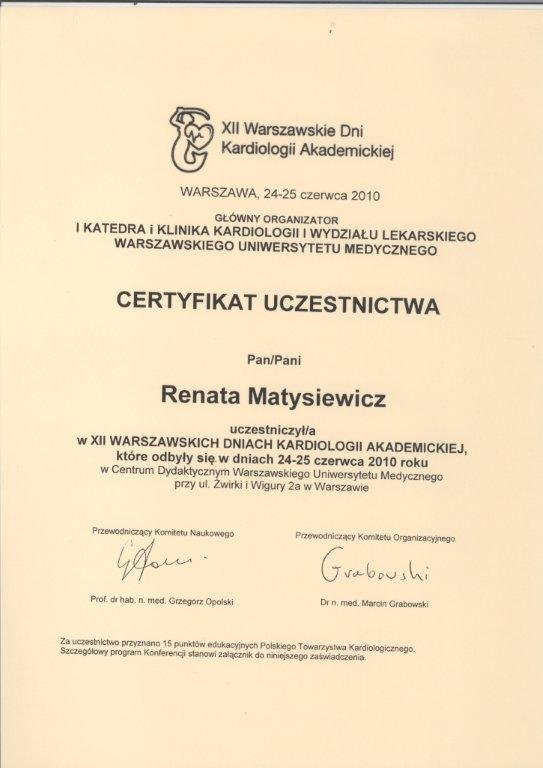 XII Warszawskie Dni
Kardiologii Akademickiej
WARSZAWA, 24-25 czerwca 2010
GŁÓWNY ORGANIZATOR
I KATEDRA i KLINIKA KARDIOLOGII I WYDZIAŁU LEKARSKIEGO
WARSZAWSKIEGO UNIWERSYTETU MEDYCZNEGO
CERTYFIKAT UCZESTNICTWA
Pan/Pani
Renata Matysiewicz
uczestniczył/a
w XII WARSZAWSKICH DNIACH KARDIOLOGII AKADEMICKIEJ,
które odbyły się w dniach 24-25 czerwca 2010 roku
w Centrum Dydaktycznym Warszawskiego Uniwersytetu Medycznego
przy ul. Żwirki i Wigury 2a w Warszawie
Przewodniczący Komitetu Naukowego
Przewodniczący Komitetu Organizacyjnego
Grabowski
Prof. dr hab. n. med. Grzegorz Opolski
Dr n. med. Marcin Grabowski
Za uczestnictwo przyznano 15 punktów edukacyjnych Polskiego Towarzystwa Kardiologicznego.
Szczegółowy program Konferencji stanowi załącznik do niniejszego zaświadczenia.